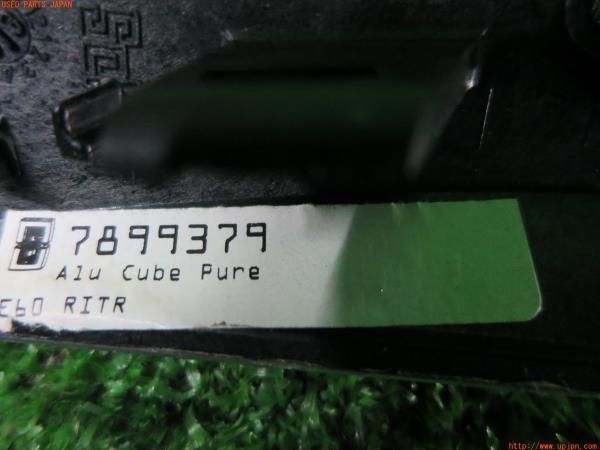 USED PARTS JAPAN
7899379
Alu Cube Pure
E60 RITR
http://www.upjpn.com